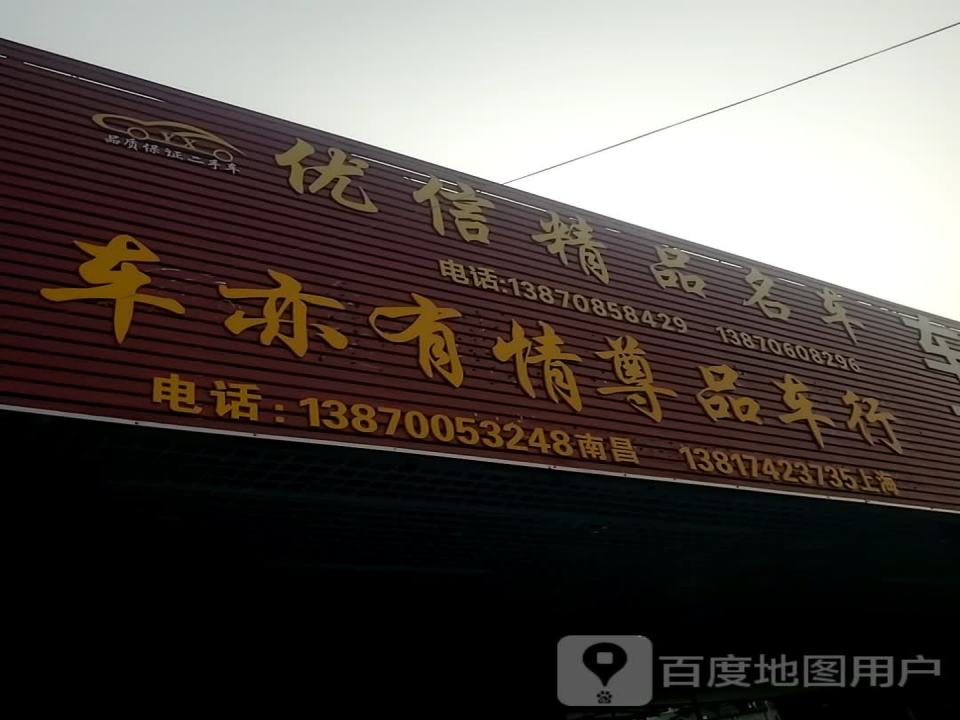 YX
品质保证二手车
优信精品名车
电话:13870858429 13870608296
车亦有情尊品车行
电话:13870053248南昌 13817423735上海
车
百度地图用户